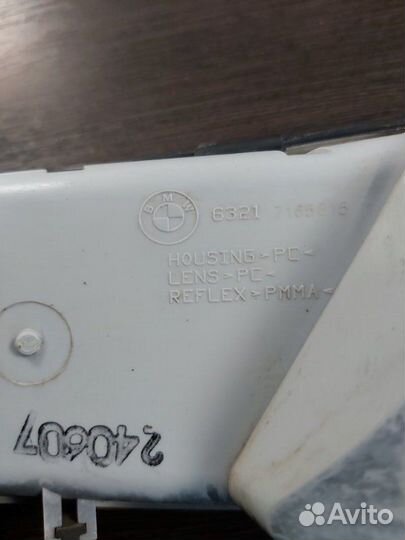 BMW
6321
HOUSING>PC<
LENS>PC<
REFLEX>PMMA<
240607
Avito